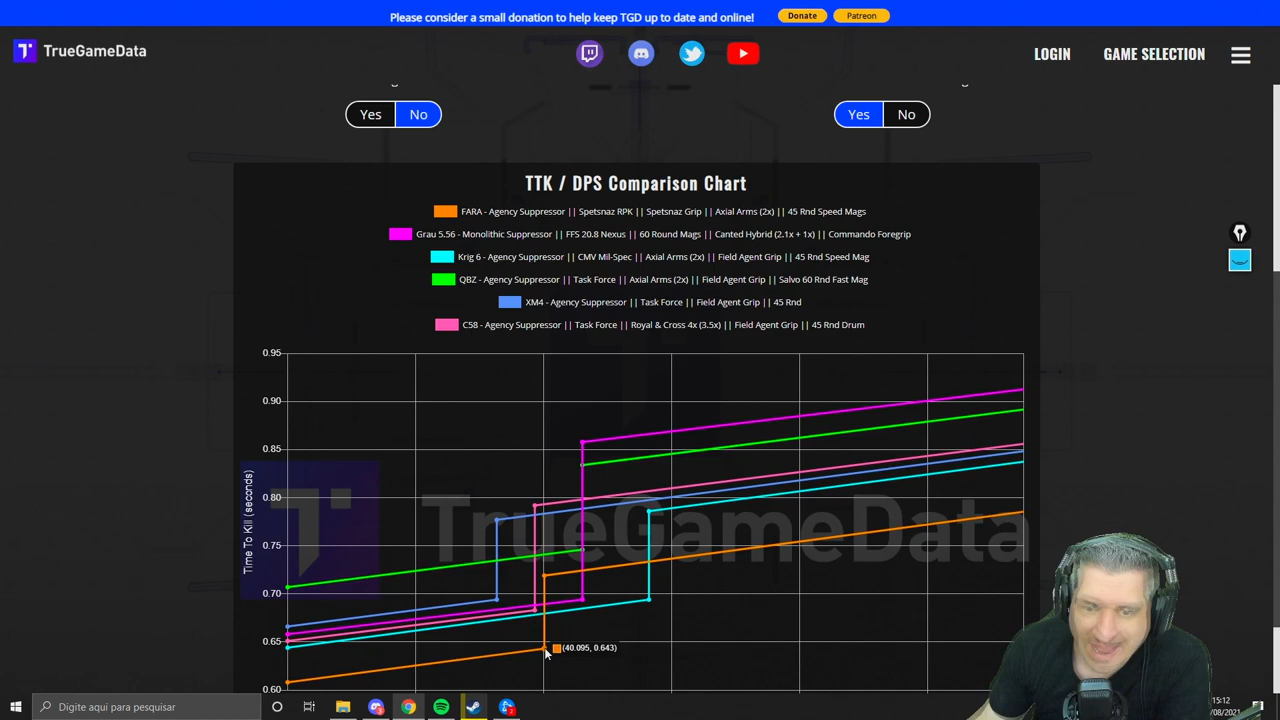 Please consider a small donation to help keep TGD up to date and online!
Donate
Patreon
TrueGameData
LOGIN
GAME SELECTION
Yes
No
Yes
No
TTK / DPS Comparison Chart
FARA - Agency Suppressor || Spetsnaz RPK || Spetsnaz Grip || Axial Arms (2x) || 45 Rnd Speed Mags
Grau 5.56 - Monolithic Suppressor || FFS 20.8 Nexus || 60 Round Mags || Canted Hybrid (2.1x + 1x) || Commando Foregrip
Krig 6 - Agency Suppressor || CMV Mil-Spec || Axial Arms (2x) || Field Agent Grip || 45 Rnd Speed Mag
QBZ - Agency Suppressor || Task Force || Axial Arms (2x) || Field Agent Grip || Salvo 60 Rnd Fast Mag
XM4 - Agency Suppressor || Task Force || Field Agent Grip || 45 Rnd
C58 - Agency Suppressor || Task Force || Royal & Cross 4x (3.5x) || Field Agent Grip || 45 Rnd Drum
0.95
0.90
0.85
0.80
0.75
0.70
0.65
0.60
Time To Kill (seconds)
TrueGameData
(40.095, 0.643)
Digite aqui para pesquisar
15:12
/08/2021